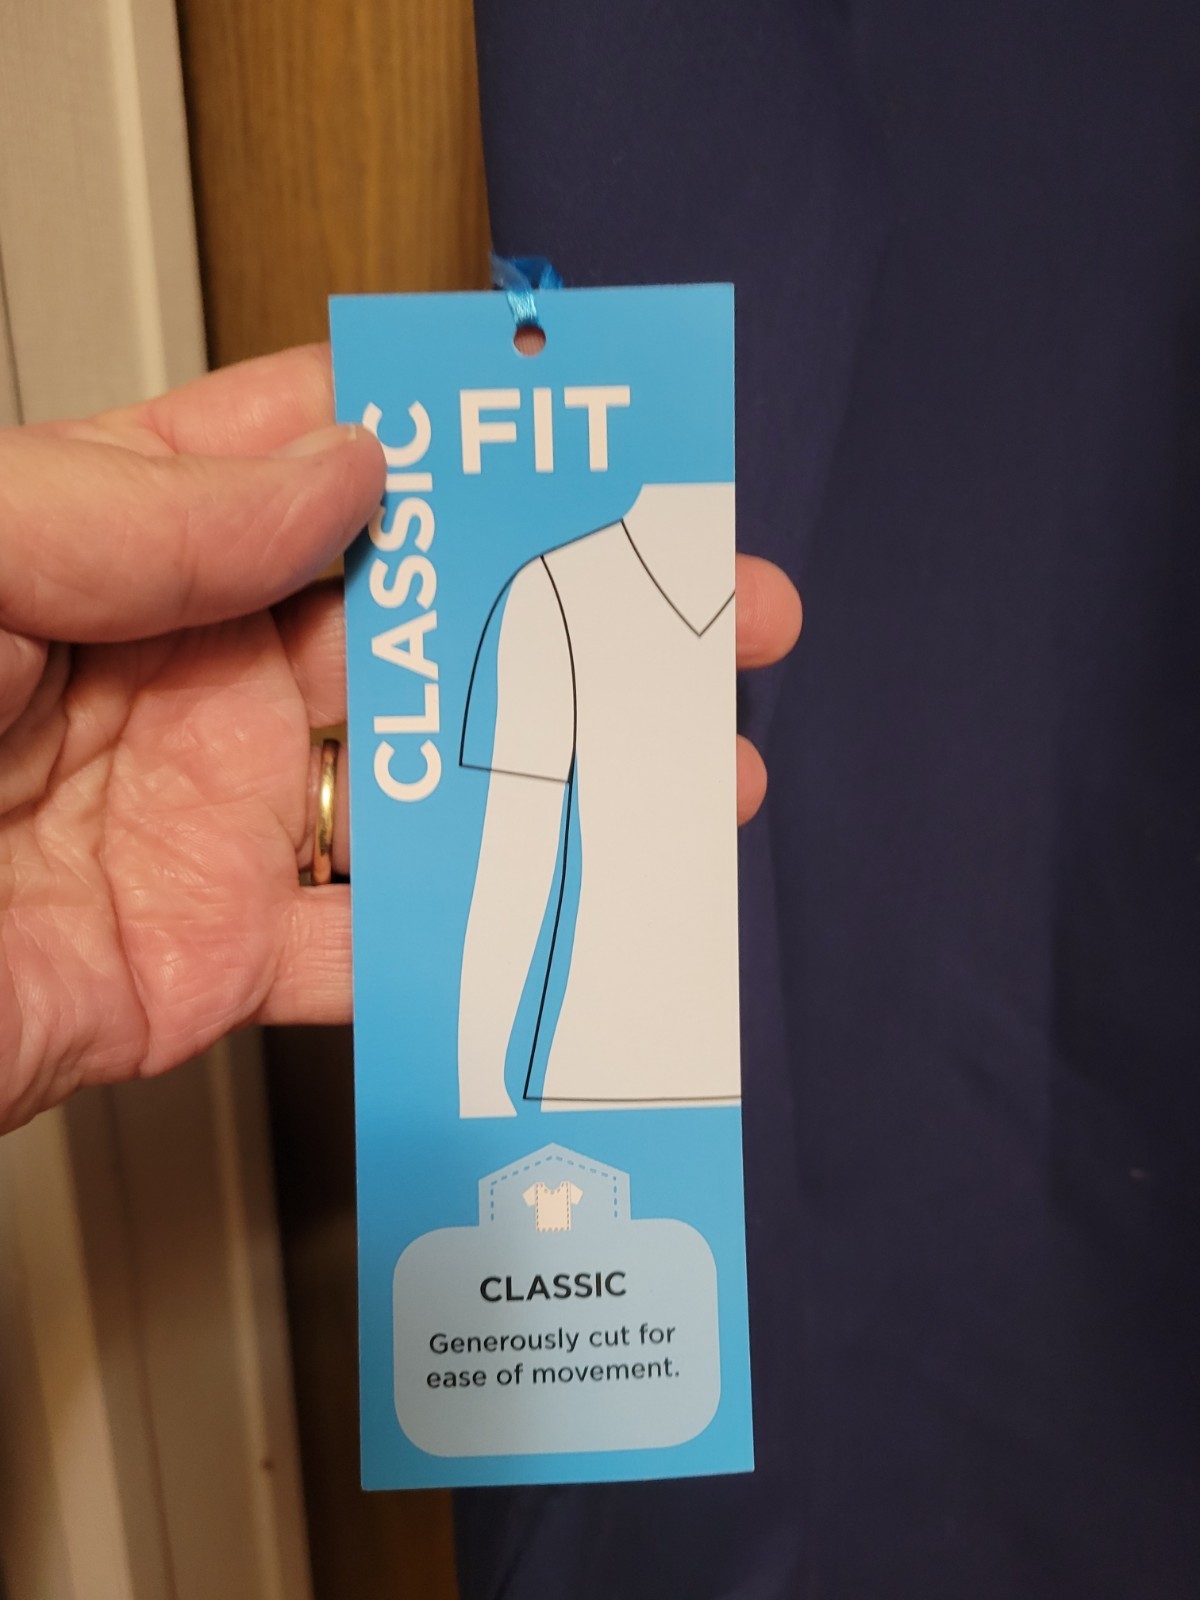 CLASSIC
FIT
CLASSIC
Generously cut for
ease of movement.